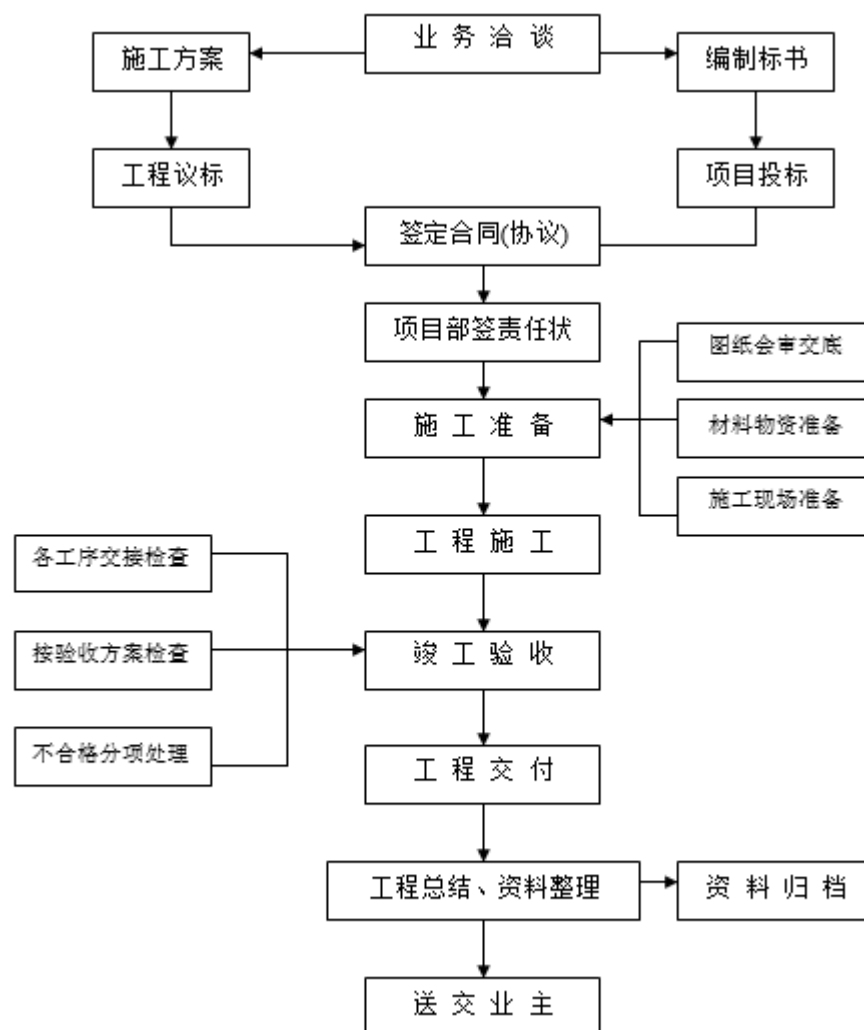 业 务 洽 谈
施工方案
编制标书
工程议标
项目投标
签定合同(协议)
项目部签责任状
图纸会审交底
施 工 准 备
材料物资准备
施工现场准备
工 程 施 工
各工序交接检查
按验收方案检查
竣 工 验 收
不合格分项处理
工 程 交 付
工程总结、资料整理
资 料 归 档
送 交 业 主